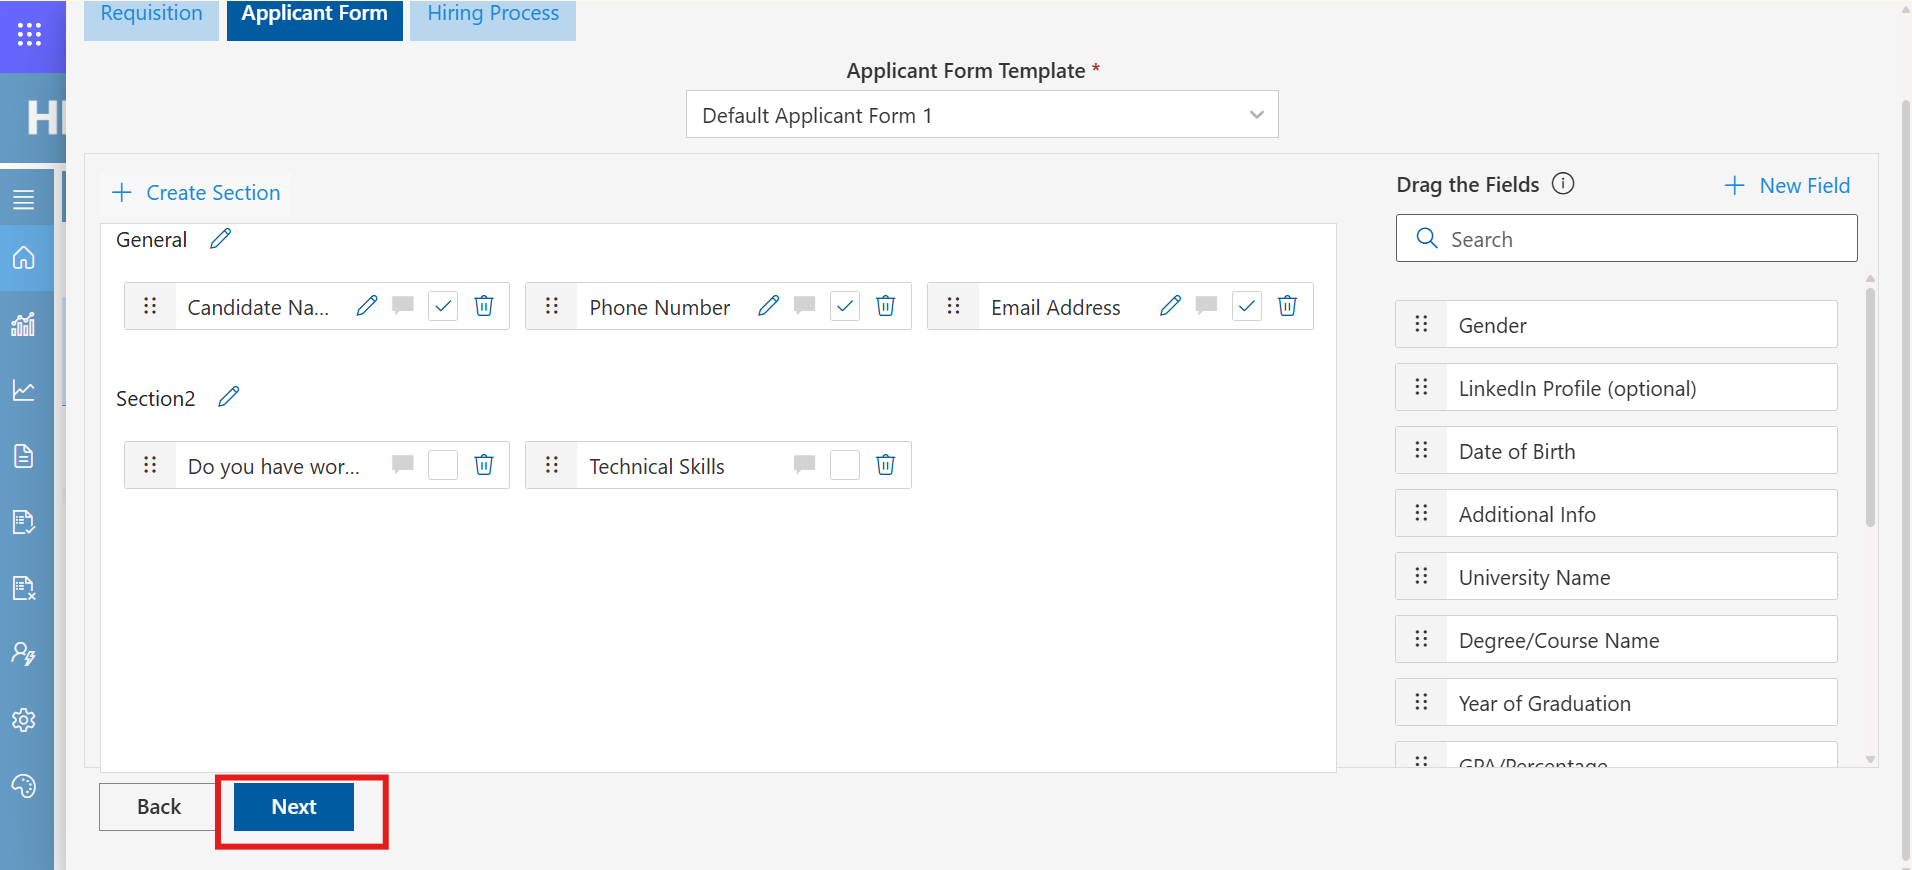 Requisition
Applicant Form
Hiring Process
Applicant Form Template *
Default Applicant Form 1
Create Section
General
Candidate Na...
Phone Number
Email Address
Section2
Do you have wor...
Technical Skills
Drag the Fields
New Field
Search
Gender
LinkedIn Profile (optional)
Date of Birth
Additional Info
University Name
Degree/Course Name
Year of Graduation
GPA/Percentage
Back
Next